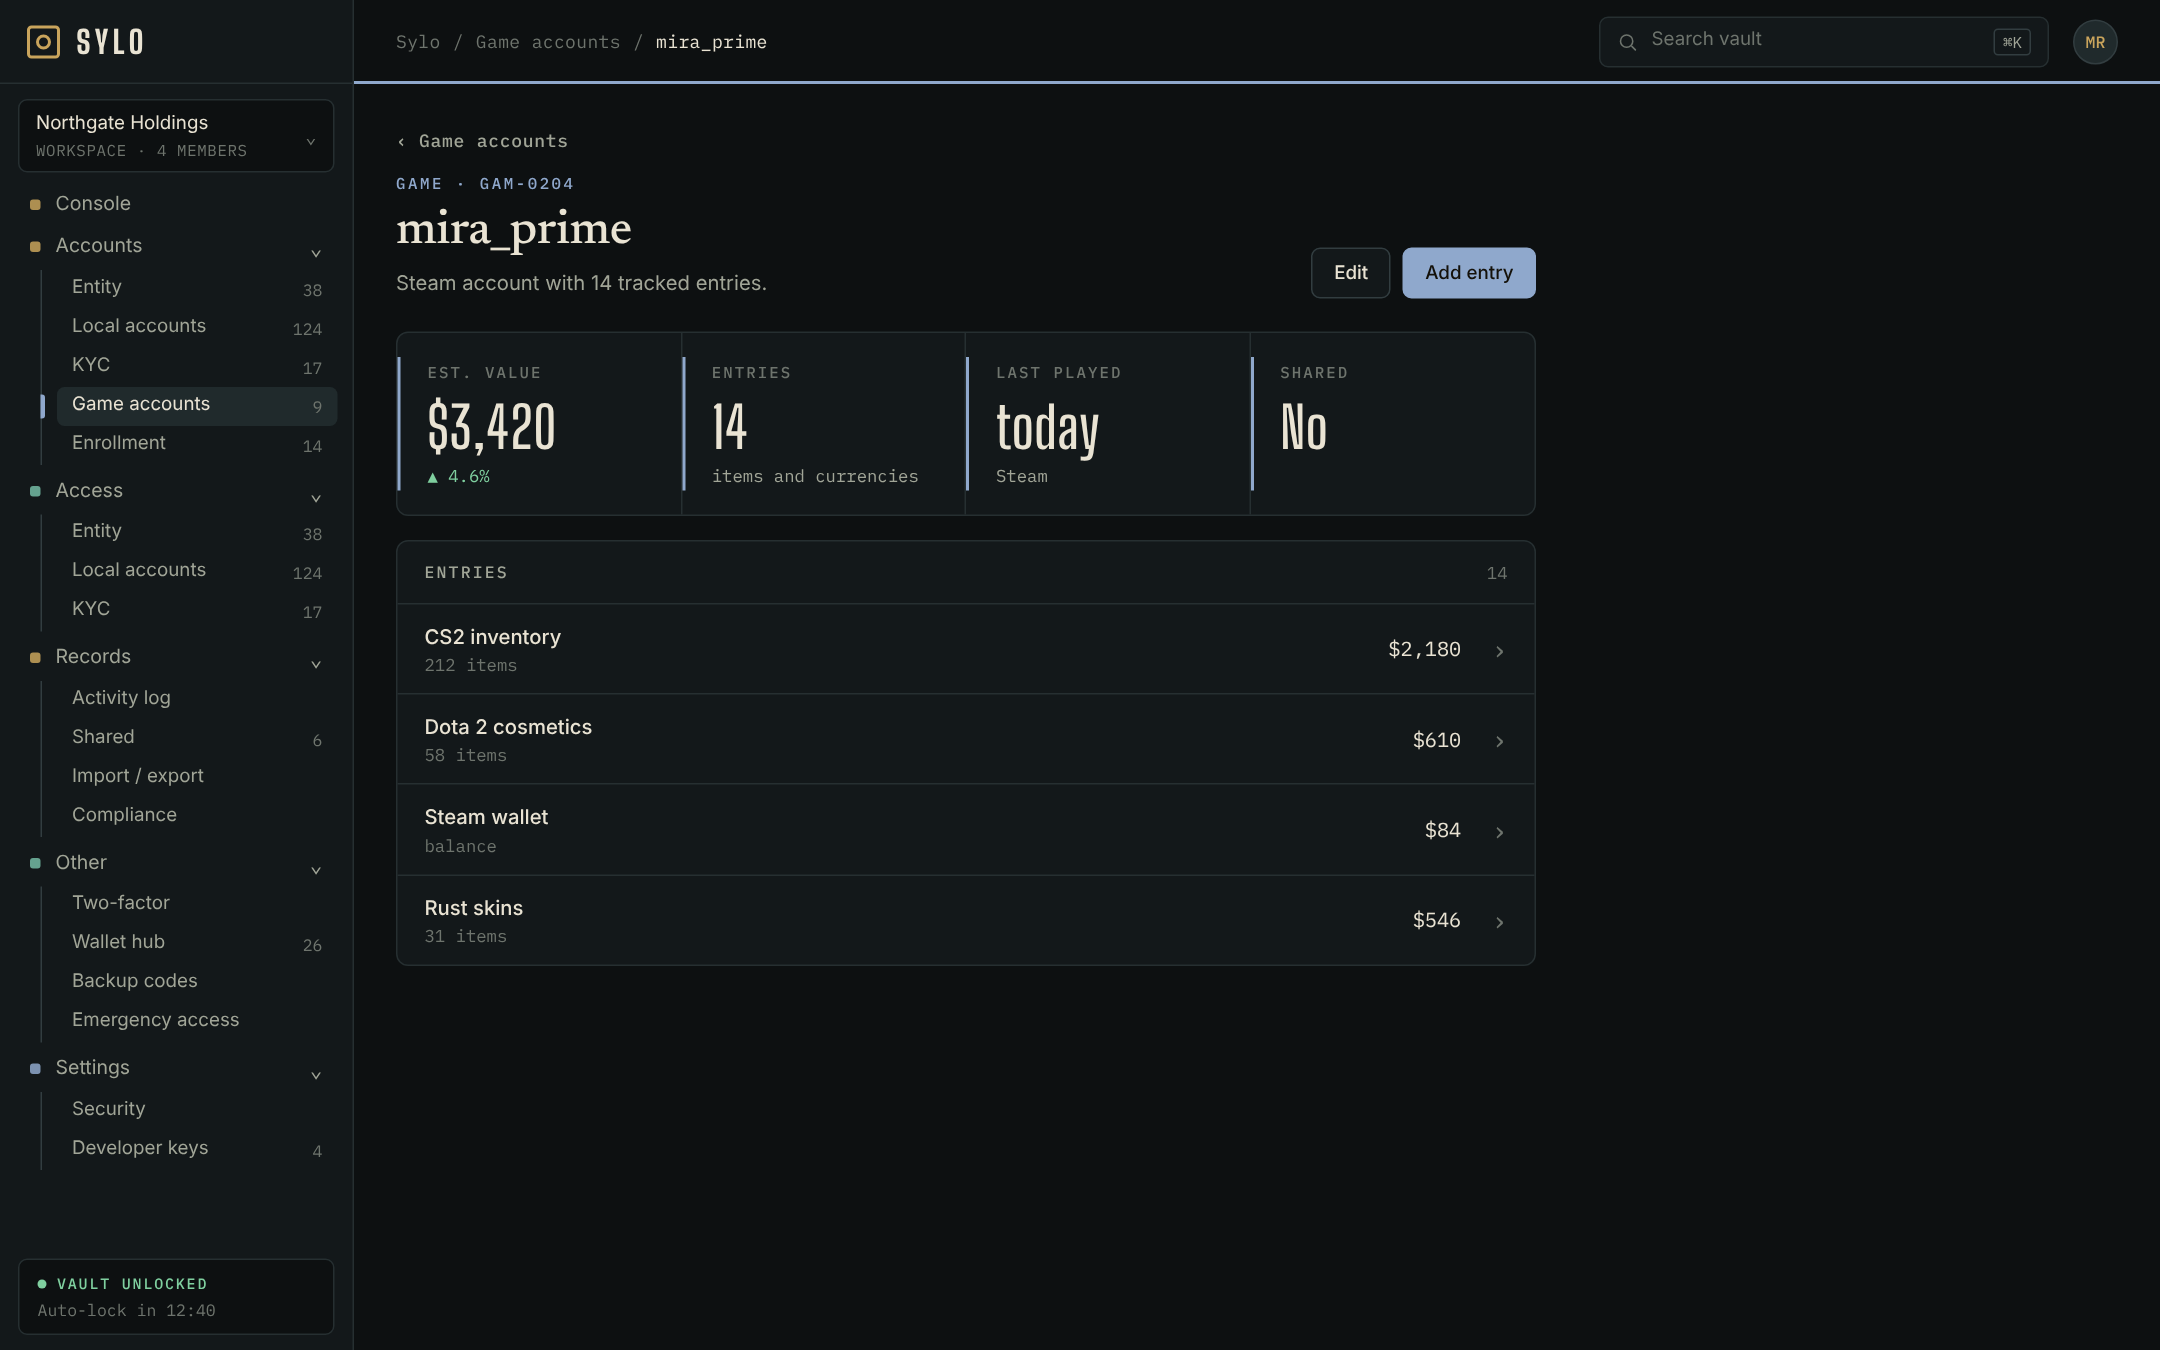 SYLO
Sylo / Game accounts / mira_prime
Search vault
⌘K
MR
Northgate Holdings
WORKSPACE · 4 MEMBERS
Console
Accounts
Entity 38
Local accounts 124
KYC 17
Game accounts 9
Enrollment 14
Access
Entity 38
Local accounts 124
KYC 17
Records
Activity log
Shared 6
Import / export
Compliance
Other
Two-factor
Wallet hub 26
Backup codes
Emergency access
Settings
Security
Developer keys 4
VAULT UNLOCKED
Auto-lock in 12:40
‹ Game accounts
GAME · GAM-0204
mira_prime
Steam account with 14 tracked entries.
Edit
Add entry
EST. VALUE
$3,420
▲ 4.6%
ENTRIES
14
items and currencies
LAST PLAYED
today
Steam
SHARED
No
ENTRIES 14
CS2 inventory
212 items
$2,180
Dota 2 cosmetics
58 items
$610
Steam wallet
balance
$84
Rust skins
31 items
$546